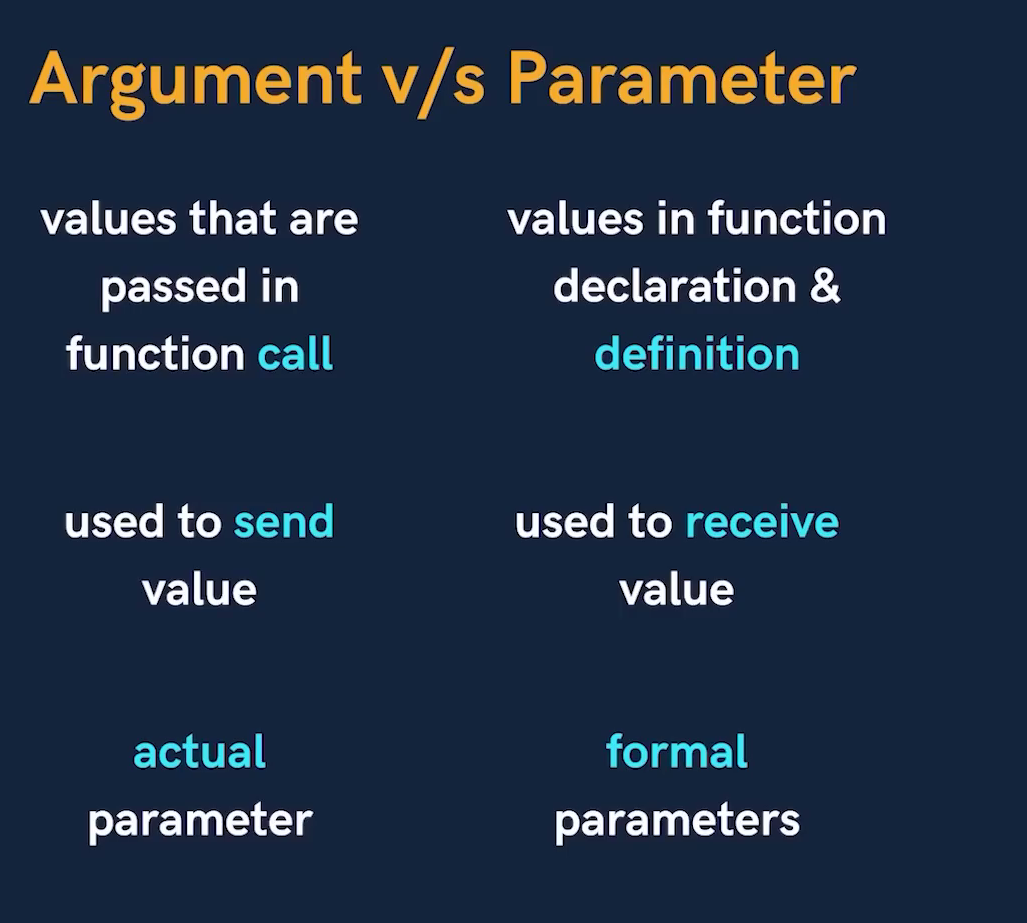 Argument v/s Parameter
values that are
passed in
function call
values in function
declaration &
definition
used to send
value
used to receive
value
actual
parameter
formal
parameters